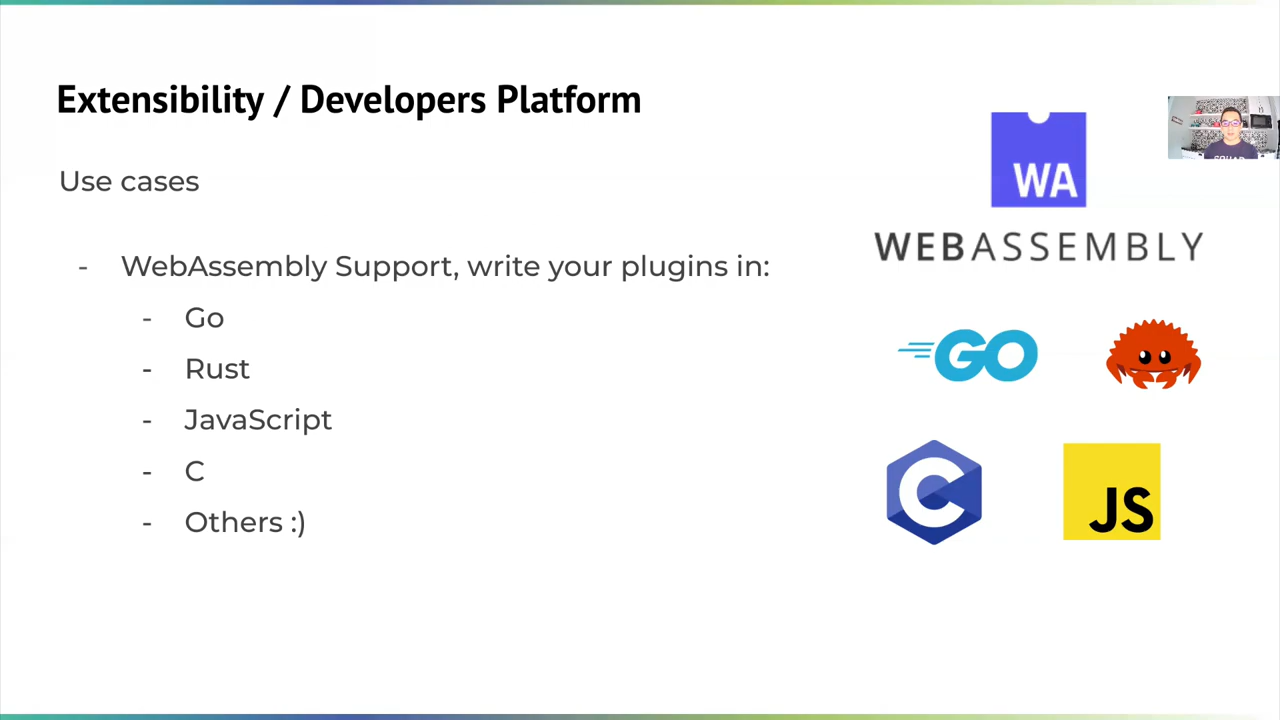 Extensibility / Developers Platform
Use cases
- WebAssembly Support, write your plugins in:
- Go
- Rust
- JavaScript
- C
- Others :)
WA
WEBASSEMBLY
GO
C
JS